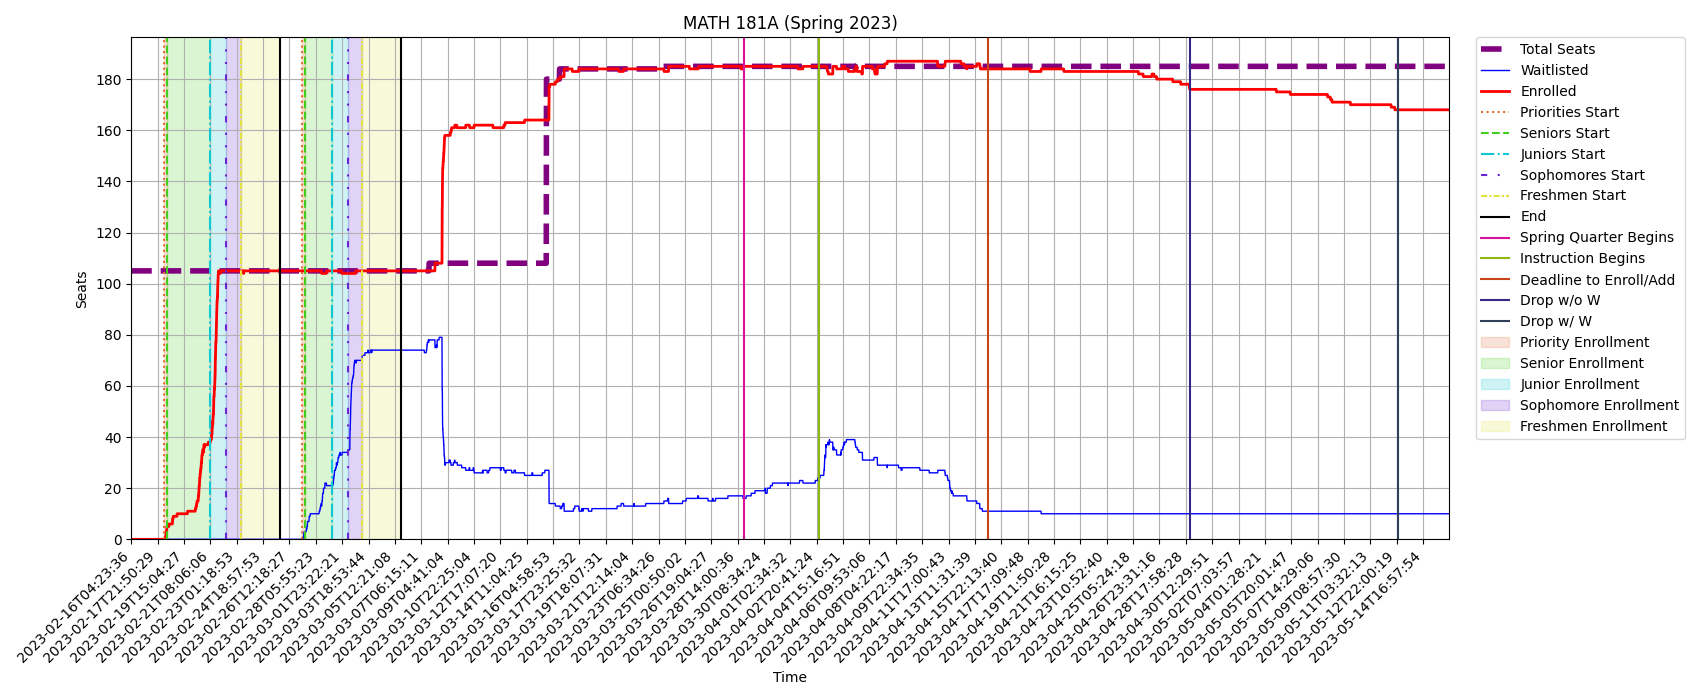 MATH 181A (Spring 2023)
Seats
180
160
140
120
100
80
60
40
20
0
2023-02-16T04:23:36
2023-02-17T21:50:29
2023-02-19T15:04:27
2023-02-21T08:06:06
2023-02-23T01:18:53
2023-02-24T18:57:53
2023-02-26T12:18:27
2023-02-28T05:55:23
2023-03-01T23:22:21
2023-03-03T18:53:44
2023-03-05T12:21:08
2023-03-07T06:15:11
2023-03-09T04:41:04
2023-03-10T22:25:04
2023-03-12T17:07:20
2023-03-14T11:04:25
2023-03-16T04:58:53
2023-03-17T23:25:32
2023-03-19T18:07:31
2023-03-21T12:14:04
2023-03-23T06:34:26
2023-03-25T00:50:02
2023-03-26T19:04:27
2023-03-28T14:00:36
2023-03-30T08:34:24
2023-04-01T02:34:32
2023-04-02T20:41:24
2023-04-04T15:16:51
2023-04-06T09:53:06
2023-04-08T04:22:17
2023-04-09T22:34:35
2023-04-11T17:00:43
2023-04-13T11:31:39
2023-04-15T22:13:40
2023-04-17T17:09:48
2023-04-19T11:50:28
2023-04-21T16:15:25
2023-04-23T10:52:40
2023-04-25T05:24:18
2023-04-26T23:31:16
2023-04-28T17:58:28
2023-04-30T12:29:51
2023-05-02T07:03:57
2023-05-04T01:28:21
2023-05-05T20:01:47
2023-05-07T14:29:06
2023-05-09T08:57:30
2023-05-11T03:32:13
2023-05-12T22:00:19
2023-05-14T16:57:54
Time
Total Seats
Waitlisted
Enrolled
Priorities Start
Seniors Start
Juniors Start
Sophomores Start
Freshmen Start
End
Spring Quarter Begins
Instruction Begins
Deadline to Enroll/Add
Drop w/o W
Drop w/ W
Priority Enrollment
Senior Enrollment
Junior Enrollment
Sophomore Enrollment
Freshmen Enrollment